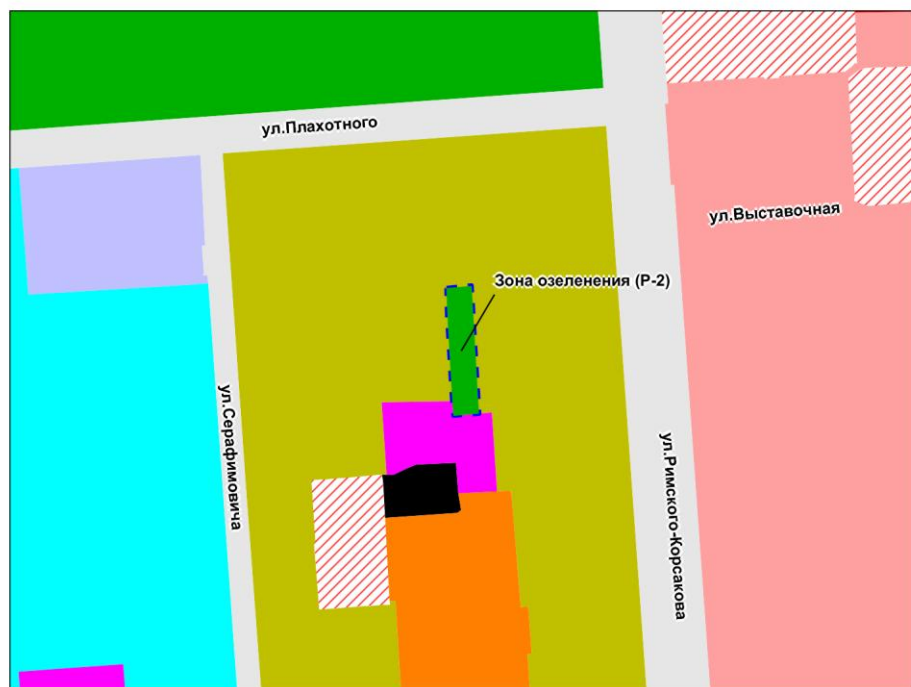 ул.Плахотного
ул.Выставочная
Зона озеленения (Р-2)
ул.Серафимовича
ул.Римского-Корсакова